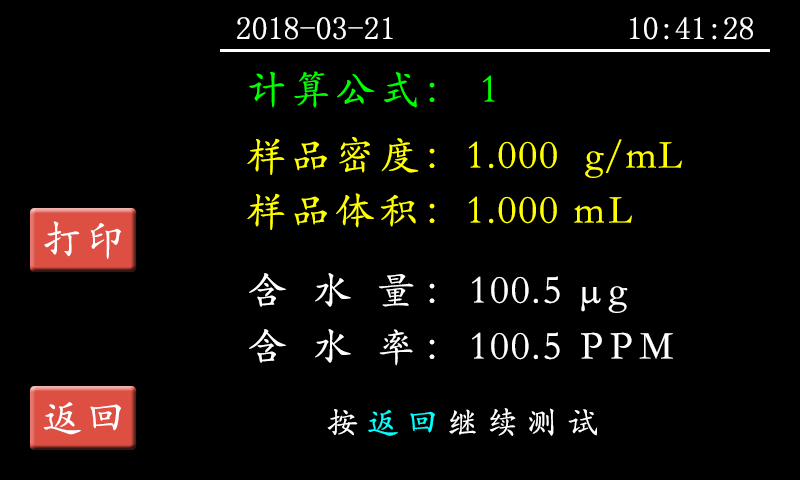 2018-03-21 10:41:28
计算公式： 1
样品密度：1.000 g/mL
样品体积：1.000 mL
打印
含 水 量：100.5 μg
含 水 率：100.5 PPM
返回
按返回继续测试